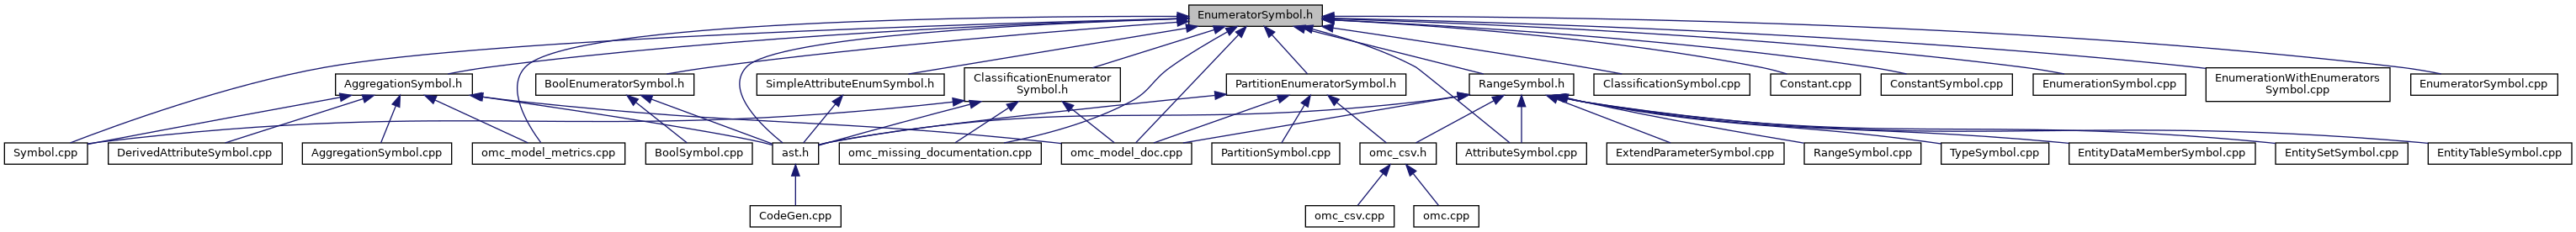 EnumeratorSymbol.h
AggregationSymbol.h
BoolEnumeratorSymbol.h
SimpleAttributeEnumSymbol.h
ClassificationEnumerator
Symbol.h
PartitionEnumeratorSymbol.h
RangeSymbol.h
ClassificationSymbol.cpp
Constant.cpp
ConstantSymbol.cpp
EnumerationSymbol.cpp
EnumerationWithEnumerators
Symbol.cpp
EnumeratorSymbol.cpp
Symbol.cpp
DerivedAttributeSymbol.cpp
AggregationSymbol.cpp
omc_model_metrics.cpp
BoolSymbol.cpp
ast.h
omc_missing_documentation.cpp
omc_model_doc.cpp
PartitionSymbol.cpp
omc_csv.h
AttributeSymbol.cpp
ExtendParameterSymbol.cpp
RangeSymbol.cpp
TypeSymbol.cpp
EntityDataMemberSymbol.cpp
EntitySetSymbol.cpp
EntityTableSymbol.cpp
CodeGen.cpp
omc_csv.cpp
omc.cpp